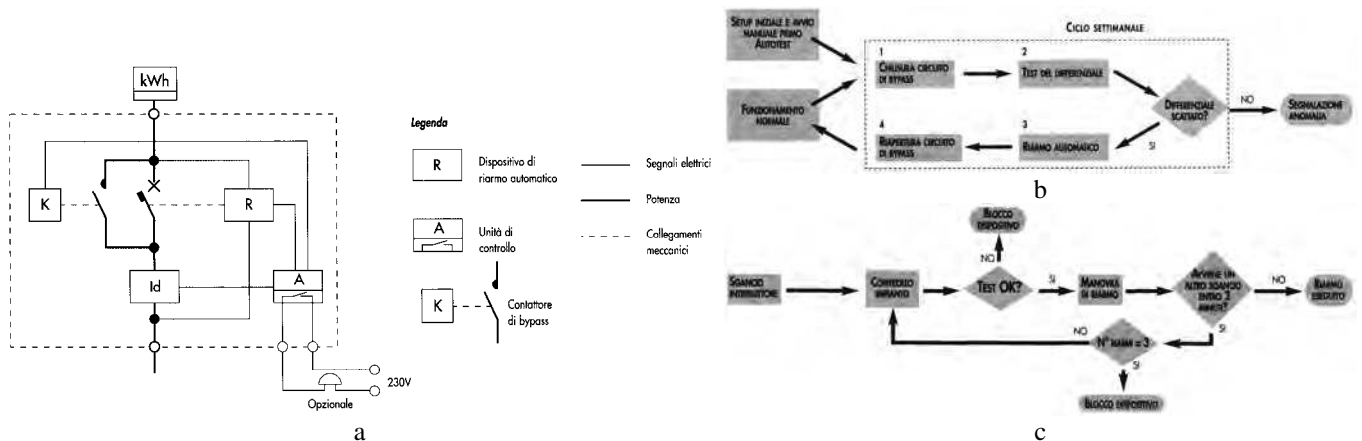 kWh
K
R
Id
A
230V
Opzionale
a
Legenda
R
Dispositivo di
riarmo automatico
A
Unità di
controllo
K
Contattore
di bypass
Segnali elettrici
Potenza
Collegamenti
meccanici
SETUP INIZIALE E AVVIO
MANUALE PRIMO
AUTOTEST
FUNZIONAMENTO
NORMALE
CICLO SETTIMANALE
1
CHIUSURA CIRCUITO
DI BYPASS
2
TEST DEL DIFFERENZIALE
DIFFERENZIALE
SCATTATO?
NO
SEGNALAZIONE
ANOMALIA
SI
3
RIARMO AUTOMATICO
4
RIAPERTURA CIRCUITO
DI BYPASS
b
SGANCIO
INTERRUTTORE
CONTROLLO
IMPIANTO
TEST OK?
NO
BLOCCO
DISPOSITIVO
SI
MANOVRA
DI RIARMO
AVVIENE UN
ALTRO SGANCIO
ENTRO 3
MINUTI?
NO
RIARMO
ESEGUITO
SI
N° RIARMI = 3
NO
SI
BLOCCO DISPOSITIVO
c